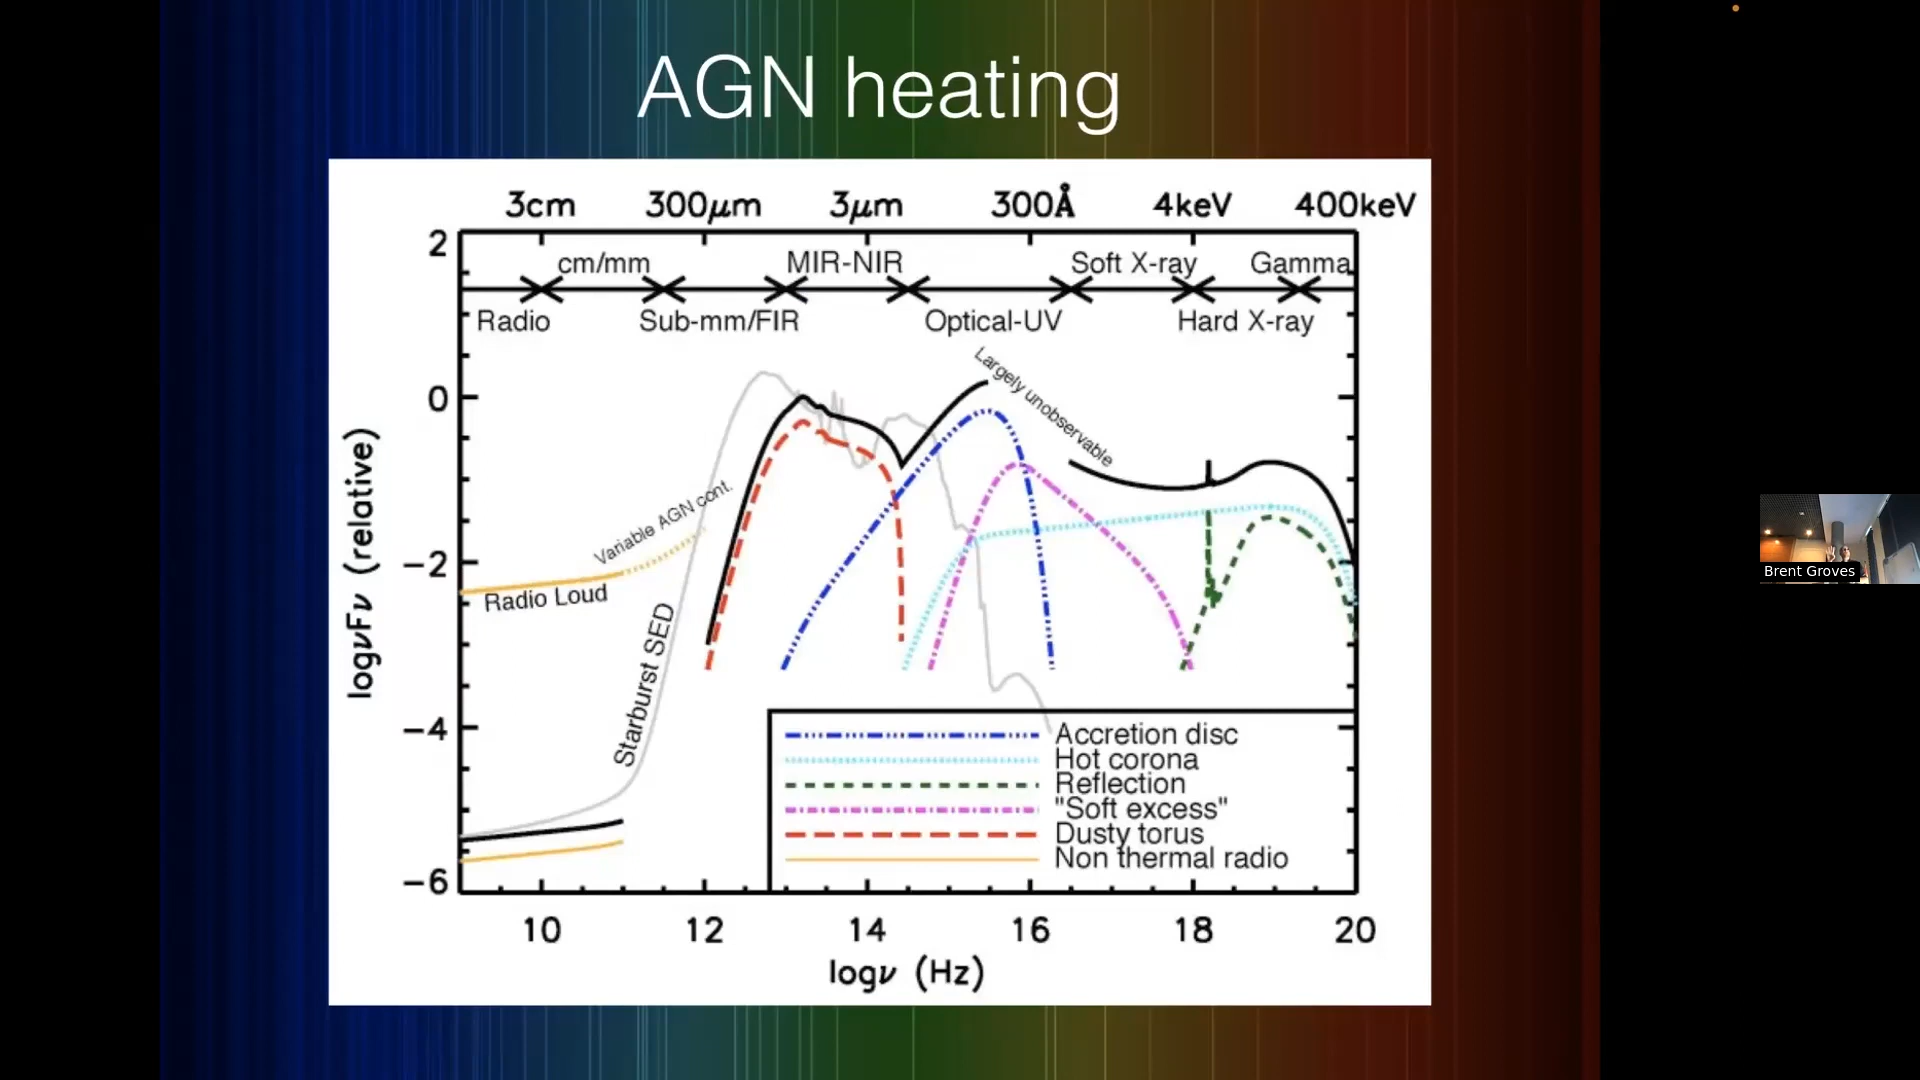 AGN heating
3cm 300μm 3μm 300Å 4keV 400keV
cm/mm MIR-NIR Soft X-ray Gamma
Radio Sub-mm/FIR Optical-UV Hard X-ray
Largely unobservable
Variable AGN cont.
Radio Loud
Starburst SED
2
0
−2
−4
−6
logνFν (relative)
Accretion disc
Hot corona
Reflection
"Soft excess"
Dusty torus
Non thermal radio
10 12 14 16 18 20
logν (Hz)
Brent Groves